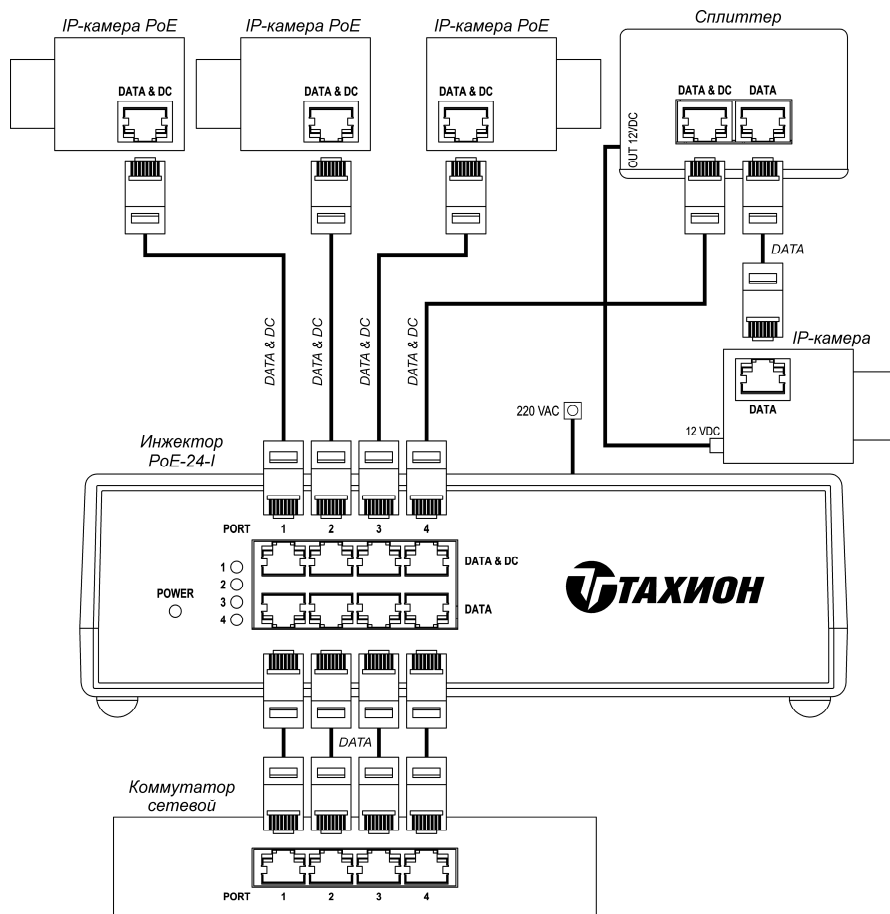 IP-камера PoE
IP-камера PoE
IP-камера PoE
Сплиттер
DATA & DC
DATA & DC
DATA & DC
DATA & DC
DATA
OUT 12VDC
DATA
DATA & DC
DATA & DC
DATA & DC
DATA & DC
IP-камера
DATA
12 VDC
220 VAC
Инжектор
PoE-24-I
PORT 1 2 3 4
DATA & DC
1
2
3
4
POWER
DATA
ТАХИОН
DATA
Коммутатор
сетевой
PORT 1 2 3 4